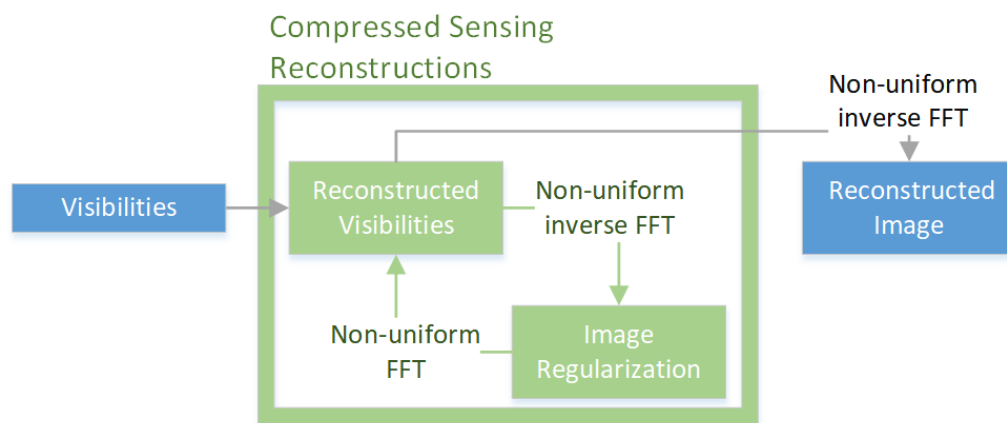 Compressed Sensing
Reconstructions
Non-uniform
inverse FFT
Visibilities
Reconstructed
Visibilities
Non-uniform
inverse FFT
Reconstructed
Image
Non-uniform
FFT
Image
Regularization